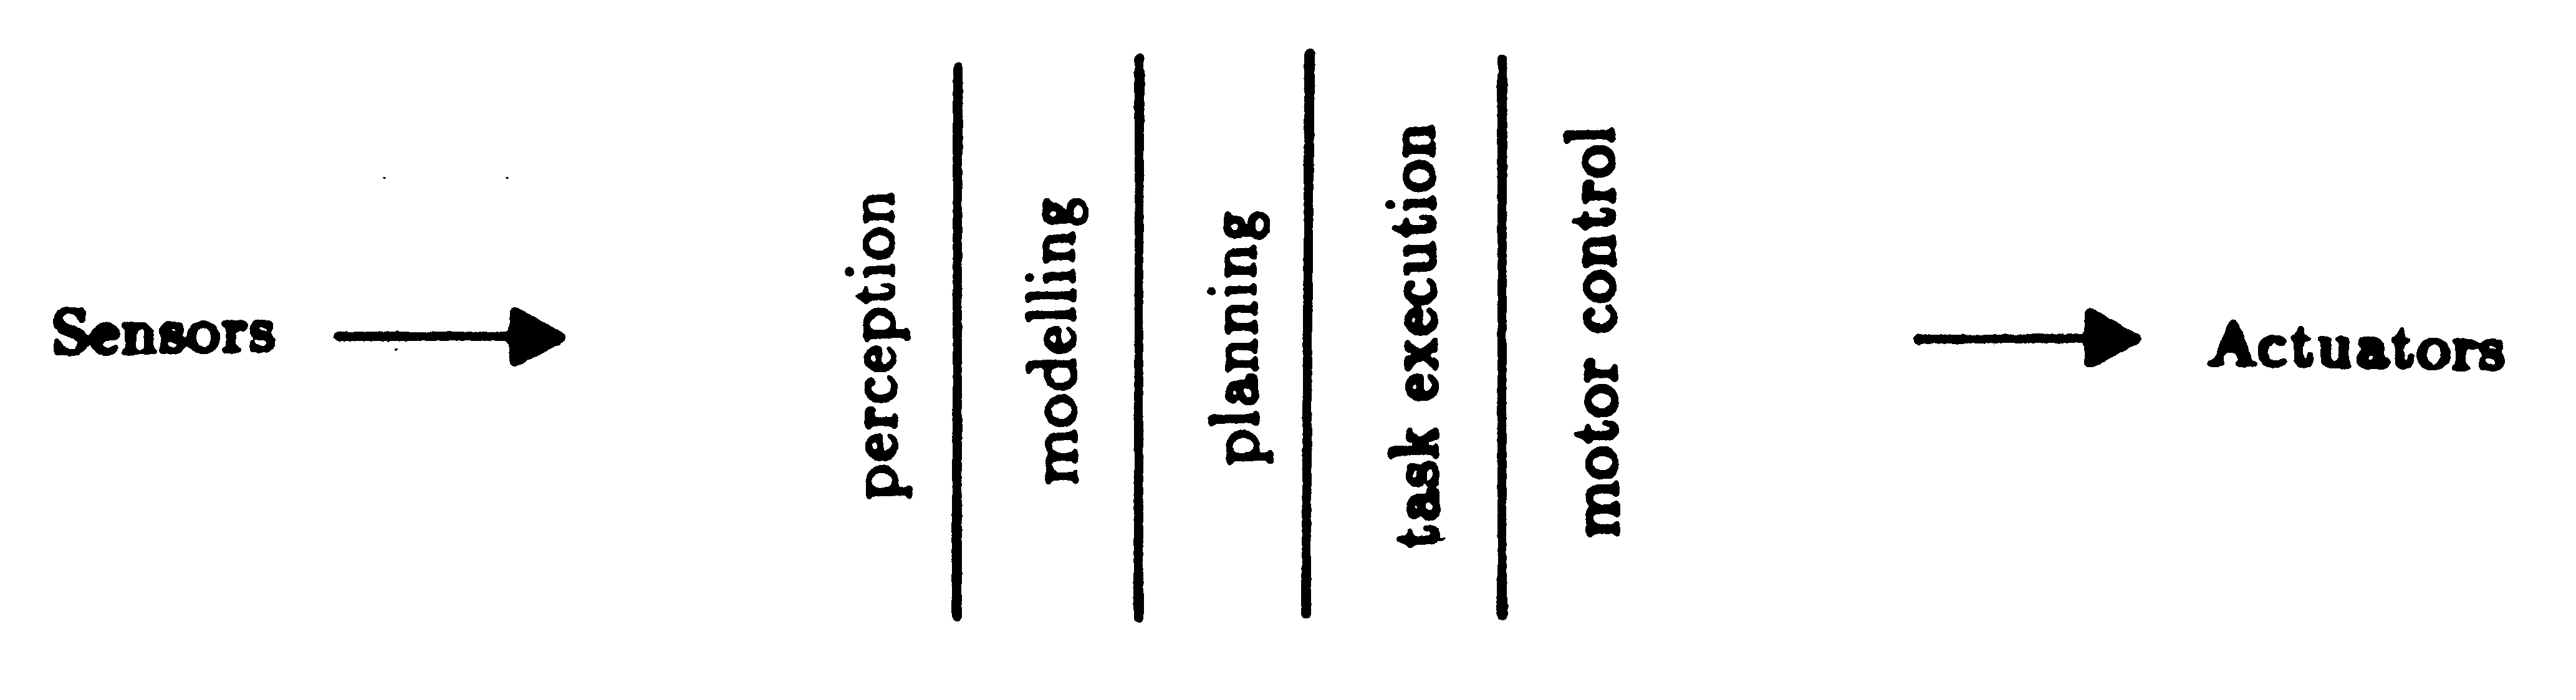 Sensors
perception
modelling
planning
task execution
motor control
Actuators